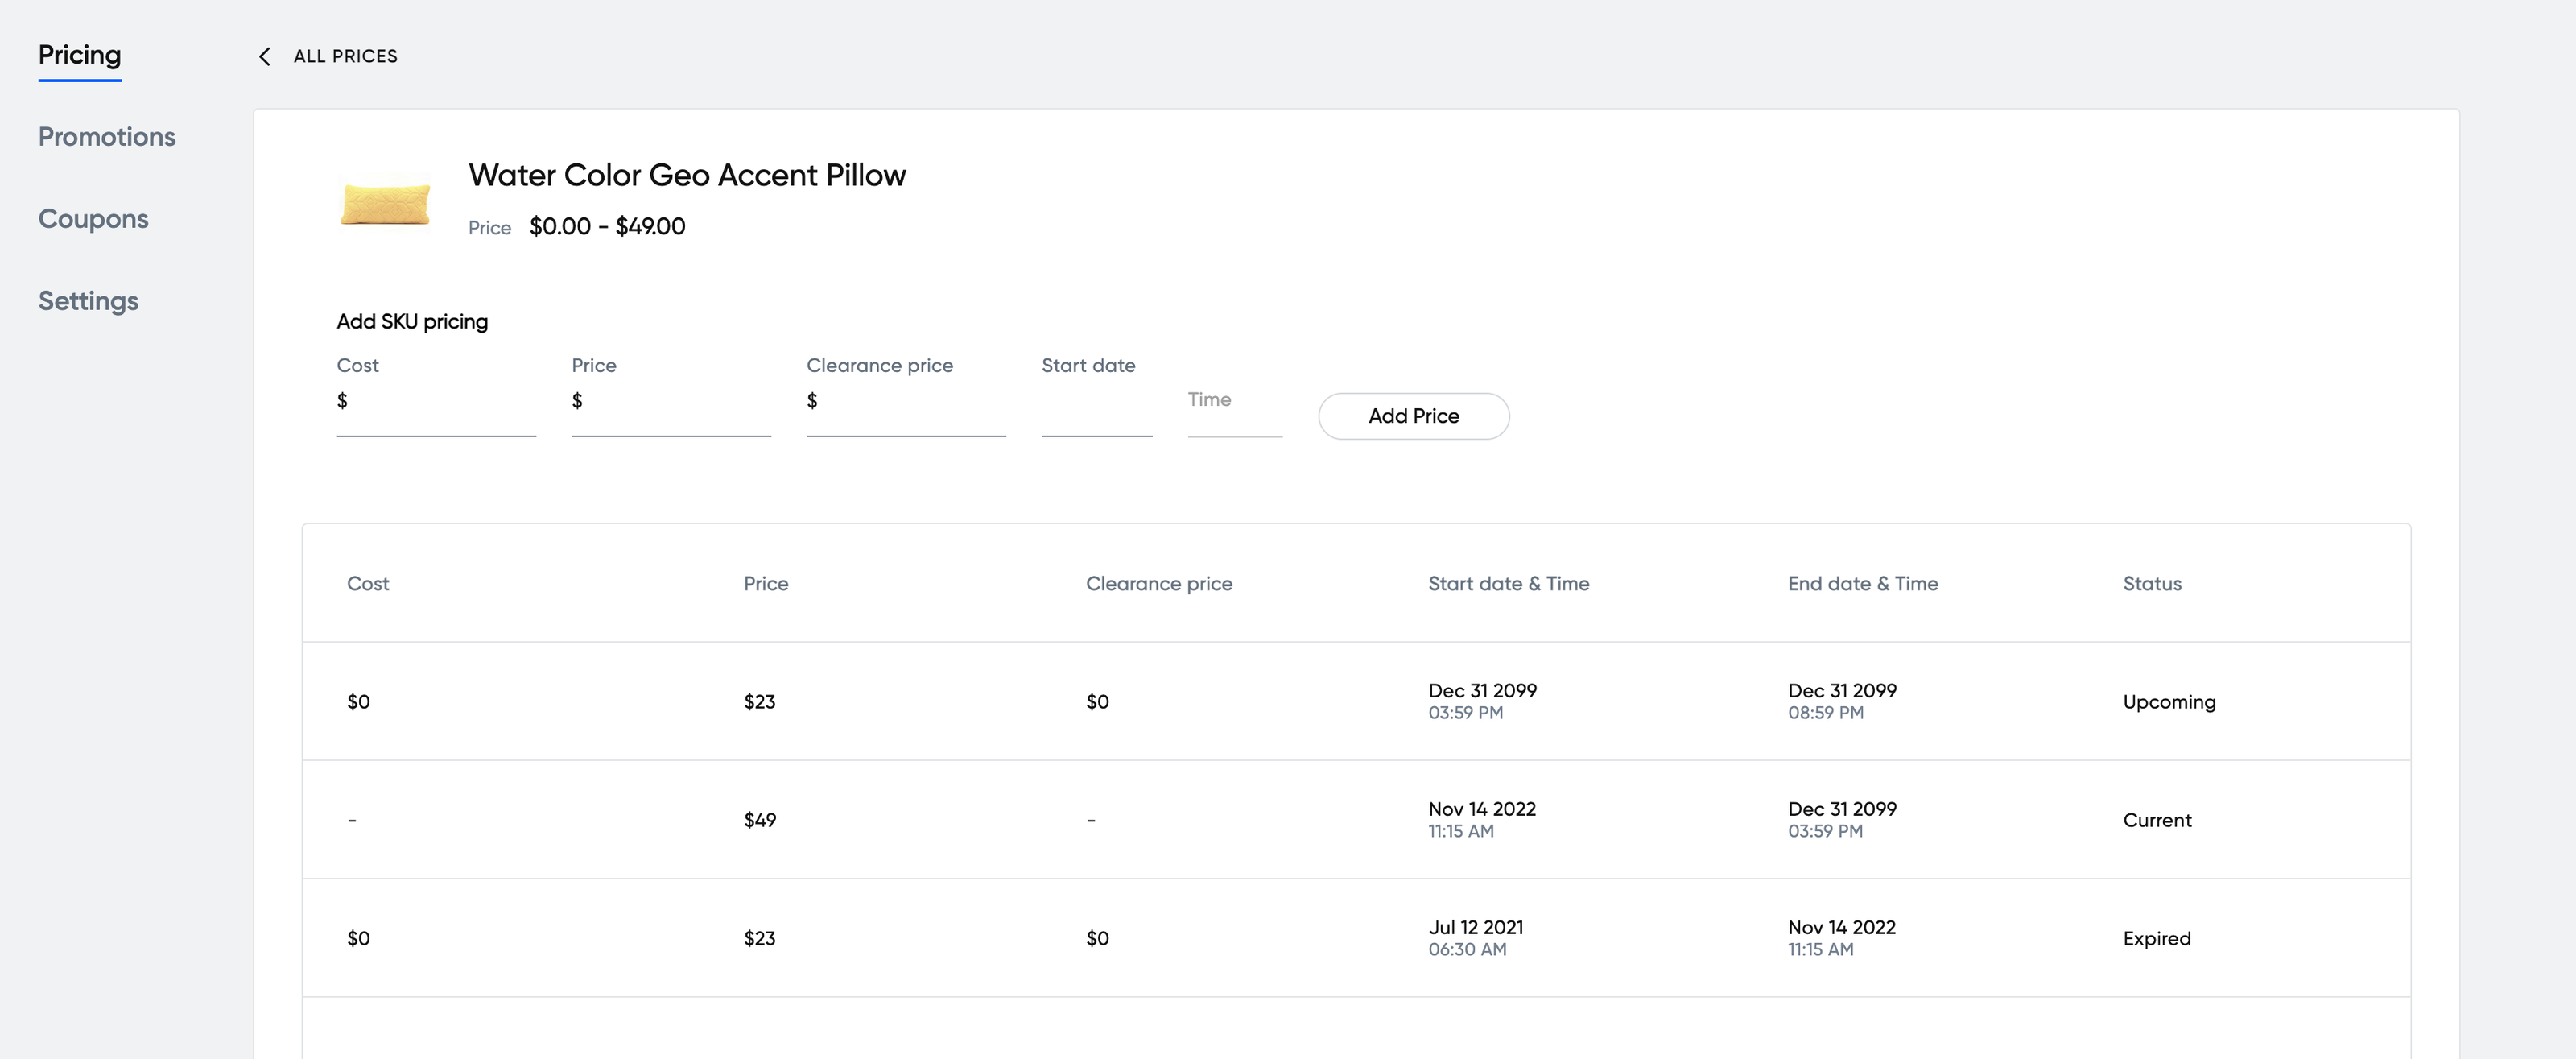 Pricing
Promotions
Coupons
Settings
ALL PRICES
Water Color Geo Accent Pillow
Price $0.00 - $49.00
Add SKU pricing
Cost Price Clearance price Start date
$ $ $ Time Add Price
Cost Price Clearance price Start date & Time End date & Time Status
$0 $23 $0 Dec 31 2099 Dec 31 2099 Upcoming
03:59 PM 08:59 PM
- $49 - Nov 14 2022 Dec 31 2099 Current
11:15 AM 03:59 PM
$0 $23 $0 Jul 12 2021 Nov 14 2022 Expired
06:30 AM 11:15 AM